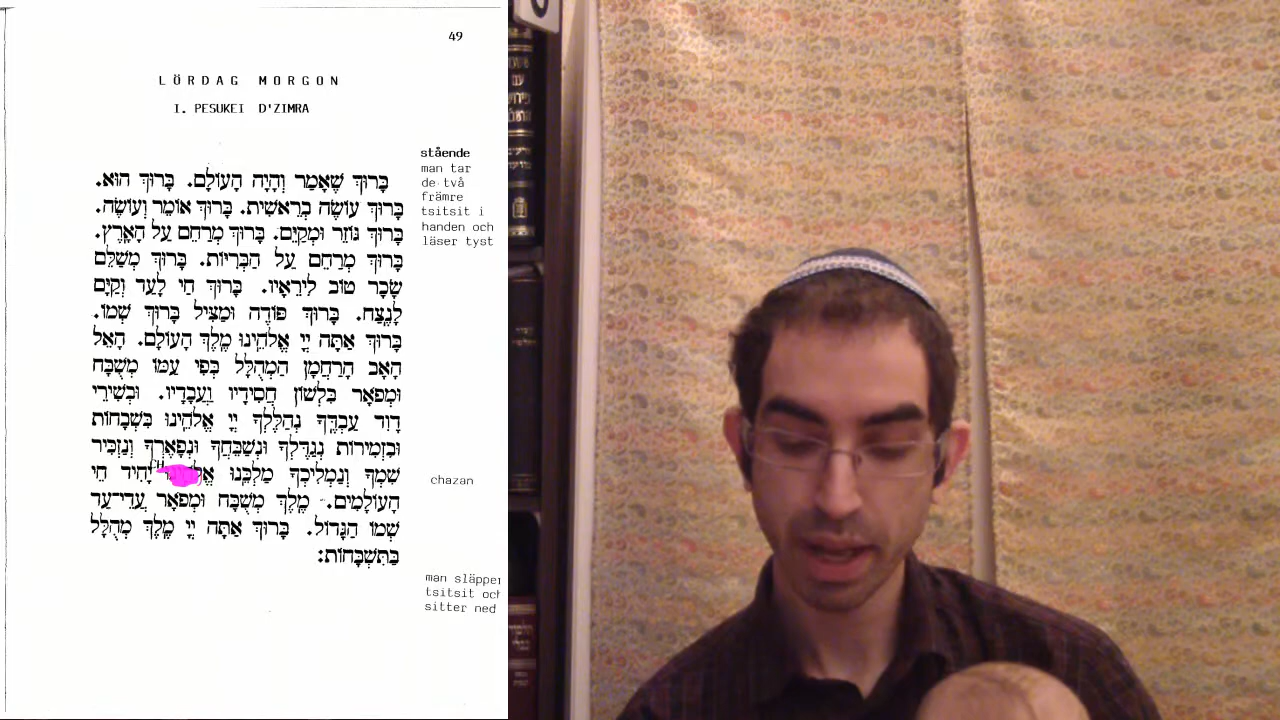 49
LÖRDAG MORGON
I. PESUKEI D'ZIMRA
stående
man tar
de två
främre
tsitsit i
handen och
läser tyst
בָּרוּךְ שֶׁאָמַר וְהָיָה הָעוֹלָם. בָּרוּךְ הוּא.
בָּרוּךְ עוֹשֶׂה בְרֵאשִׁית. בָּרוּךְ אוֹמֵר וְעוֹשֶׂה.
בָּרוּךְ גּוֹזֵר וּמְקַיֵּם. בָּרוּךְ מְרַחֵם עַל הָאָרֶץ.
בָּרוּךְ מְרַחֵם עַל הַבְּרִיּוֹת. בָּרוּךְ מְשַׁלֵּם
שָׂכָר טוֹב לִירֵאָיו. בָּרוּךְ חַי לָעַד וְקַיָּם
לָנֶצַח. בָּרוּךְ פּוֹדֶה וּמַצִּיל בָּרוּךְ שְׁמוֹ.
בָּרוּךְ אַתָּה יְיָ אֱלֹהֵינוּ מֶלֶךְ הָעוֹלָם. הָאֵל
הָאָב הָרַחֲמָן הַמְהֻלָּל בְּפִי עַמּוֹ מְשֻׁבָּח
וּמְפֹאָר בִּלְשׁוֹן חֲסִידָיו וַעֲבָדָיו. וּבְשִׁירֵי
דָוִד עַבְדֶּךָ נְהַלֶּלְךָ יְיָ אֱלֹהֵינוּ בִּשְׁבָחוֹת
וּבִזְמִירוֹת נְגַדֶּלְךָ וּנְשַׁבֵּחֲךָ וּנְפָאֶרְךָ וְנַזְכִּיר
שִׁמְךָ וְנַמְלִיכְךָ מַלְכֵּנוּ יָחִיד חֵי
הָעוֹלָמִים. מֶלֶךְ מְשֻׁבָּח וּמְפֹאָר עֲדֵי־עַד
שְׁמוֹ הַגָּדוֹל. בָּרוּךְ אַתָּה יְיָ מֶלֶךְ מְהֻלָּל
בַּתִּשְׁבָּחוֹת:
chazan
man släpper
tsitsit och
sitter ned